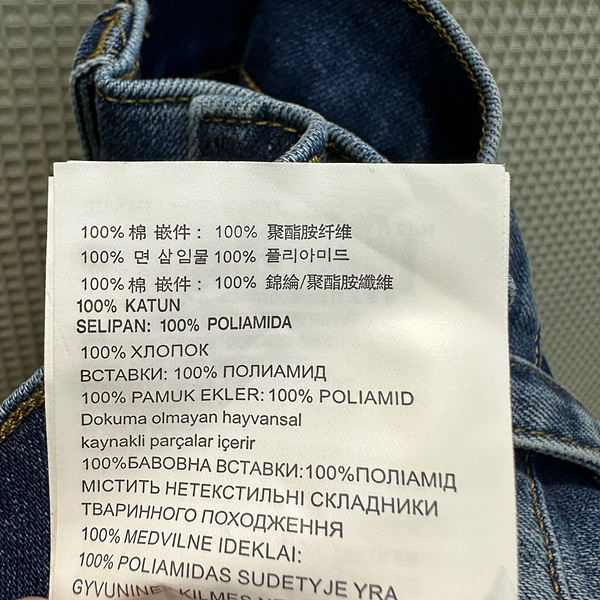 100% 棉 嵌件： 100% 聚酯胺纤维
100% 면 삽입물 100% 폴리아미드
100% 棉 嵌件： 100% 錦綸/聚酯胺纖維
100% KATUN
SELIPAN: 100% POLIAMIDA
100% ХЛОПОК
ВСТАВКИ: 100% ПОЛИАМИД
100% PAMUK EKLER: 100% POLIAMID
Dokuma olmayan hayvansal
kaynakli parçalar içerir
100%БАВОВНА ВСТАВКИ:100%ПОЛІАМІД
МІСТИТЬ НЕТЕКСТИЛЬНІ СКЛАДНИКИ
ТВАРИННОГО ПОХОДЖЕННЯ
100% MEDVILNE IDEKLAI:
100% POLIAMIDAS SUDETYJE YRA
GYVUNINES KILMES